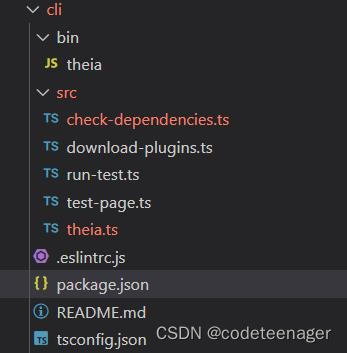 cli
bin
JS theia
src
TS check-dependencies.ts
TS download-plugins.ts
TS run-test.ts
TS test-page.ts
TS theia.ts
.eslintrc.js
{} package.json
README.md
TS tsconfig.json
CSDN @codeteenager